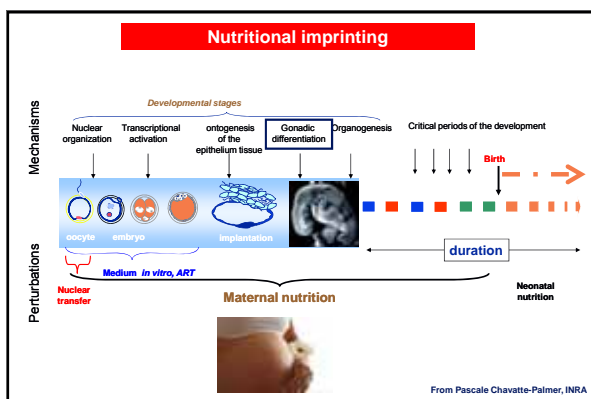 Nutritional imprinting
Mechanisms
Developmental stages
Nuclear
organization
Transcriptional
activation
ontogenesis
of the
epithelium tissue
Gonadic
differentiation
Organogenesis
Critical periods of the development
Birth
oocyte
embryo
implantation
Perturbations
duration
Medium in vitro, ART
Nuclear
transfer
Maternal nutrition
Neonatal
nutrition
From Pascale Chavatte-Palmer, INRA